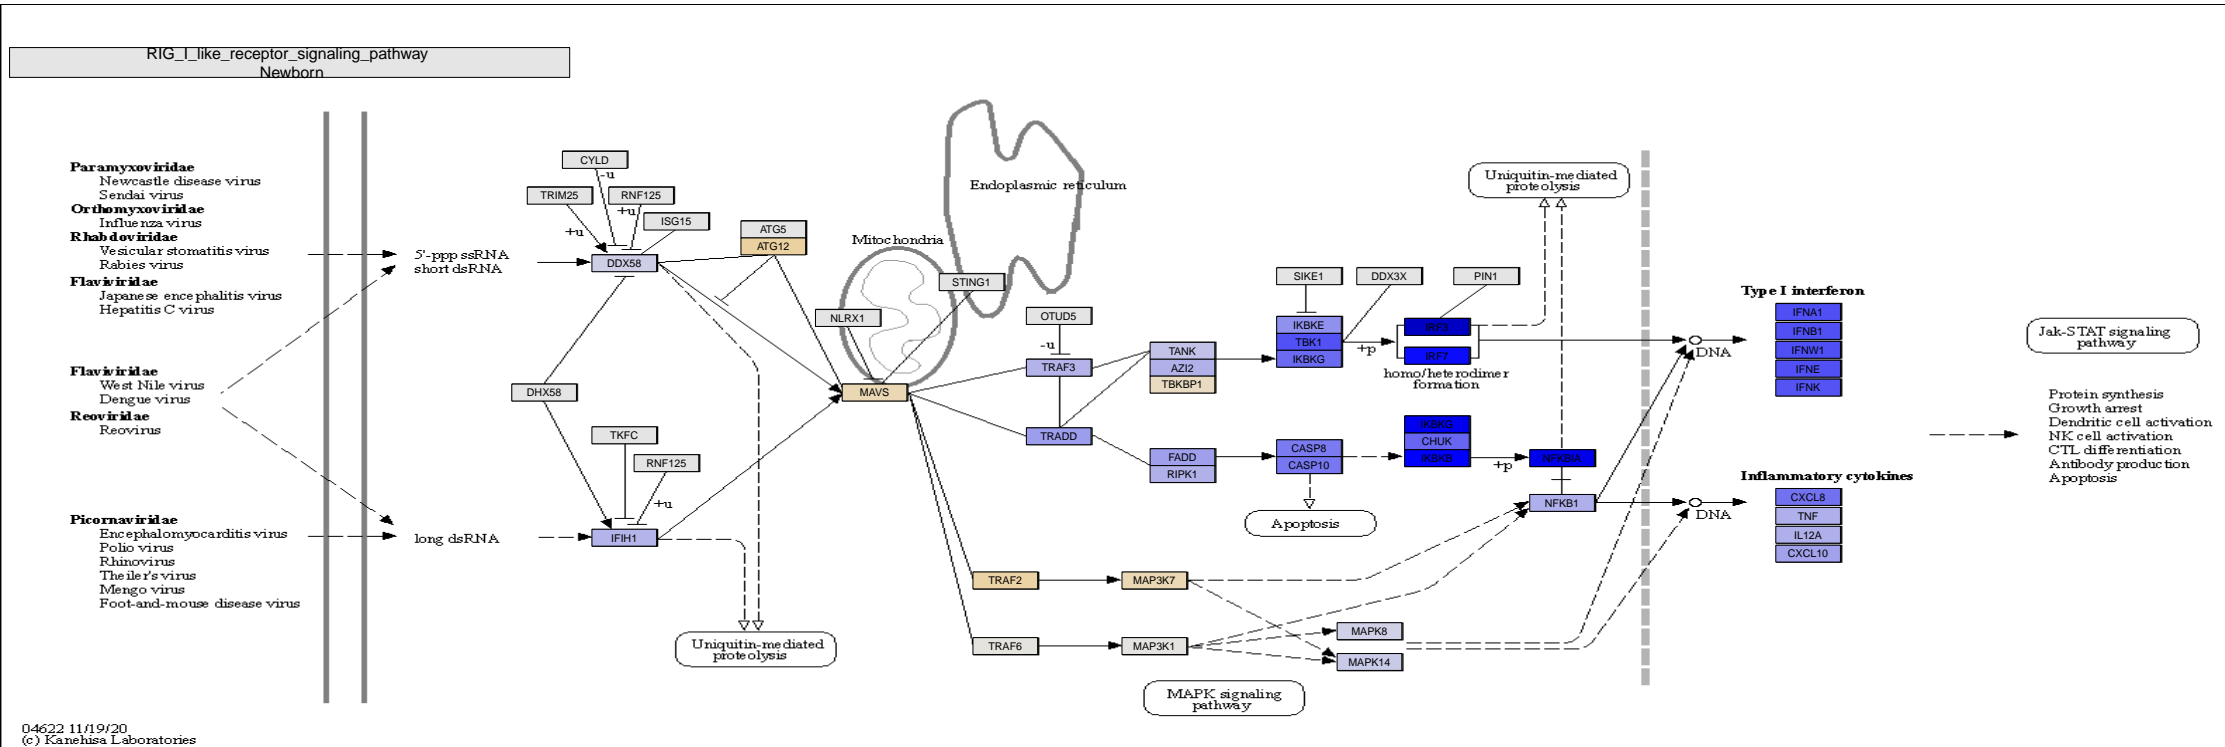 RIG_I_like_receptor_signaling_pathway
Newborn
Paramyxoviridae
Newcastle disease virus
Sendai virus
Orthomyxoviridae
Influenza virus
Rhabdoviridae
Vesicular stomatitis virus
Rabies virus
Flaviviridae
Japanese encephalitis virus
Hepatitis C virus
Flaviviridae
West Nile virus
Dengue virus
Reoviridae
Reovirus
Picornaviridae
Encephalomyocarditis virus
Polio virus
Rhinovirus
Theiler's virus
Mengo virus
Foot-and-mouse disease virus
5'-ppp ssRNA
short dsRNA
long dsRNA
CYLD
-u
TRIM25
RNF125
+u
ISG15
+u
DDX58
ATG5
ATG12
DHX58
TKFC
RNF125
+u
IFIH1
Uniquitin-mediated
proteolysis
Mitochondria
Endoplasmic reticulum
STING1
NLRX1
MAVS
OTUD5
-u
TRAF3
TRADD
TRAF2
TRAF6
TANK
AZI2
TBKBP1
FADD
RIPK1
MAP3K7
MAP3K1
SIKE1
DDX3X
PIN1
IKBKE
TBK1
IKBKG
+p
IRF3
IRF7
homo/heterodimer
formation
CASP8
CASP10
Apoptosis
IKBKG
CHUK
IKBKB
+p
NFKBIA
NFKB1
MAPK8
MAPK14
MAPK signaling
pathway
Uniquitin-mediated
proteolysis
DNA
DNA
Type I interferon
IFNA1
IFNB1
IFNW1
IFNE
IFNK
Inflammatory cytokines
CXCL8
TNF
IL12A
CXCL10
Jak-STAT signaling
pathway
Protein synthesis
Growth arrest
Dendritic cell activation
NK cell activation
CTL differentiation
Antibody production
Apoptosis
04622 11/19/20
(c) Kanehisa Laboratories